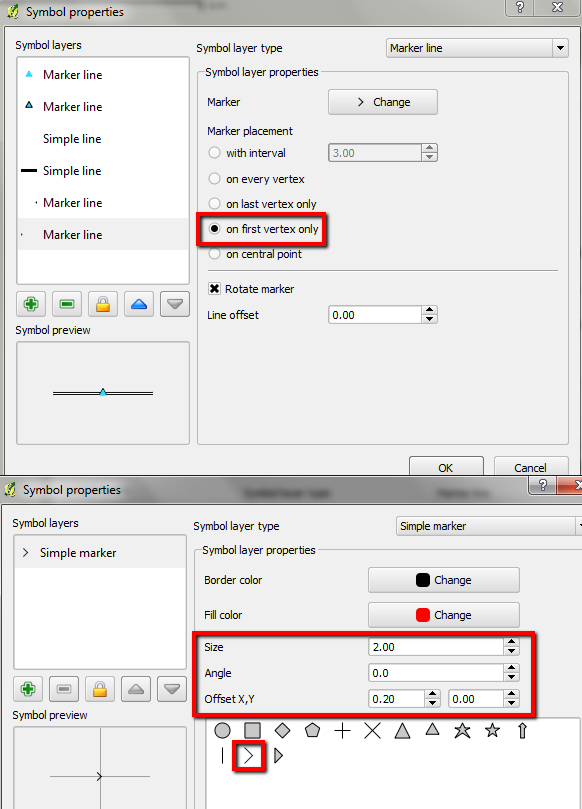 Symbol properties
?
Symbol layers
Marker line
Marker line
Simple line
Simple line
Marker line
Marker line
Symbol preview
Symbol layer type
Marker line
Symbol layer properties
Marker
Change
Marker placement
with interval
3.00
on every vertex
on last vertex only
on first vertex only
on central point
Rotate marker
Line offset
0.00
OK
Cancel
Symbol properties
?
Symbol layers
Simple marker
Symbol preview
Symbol layer type
Simple marker
Symbol layer properties
Border color
Change
Fill color
Change
Size
2.00
Angle
0.0
Offset X,Y
0.20
0.00